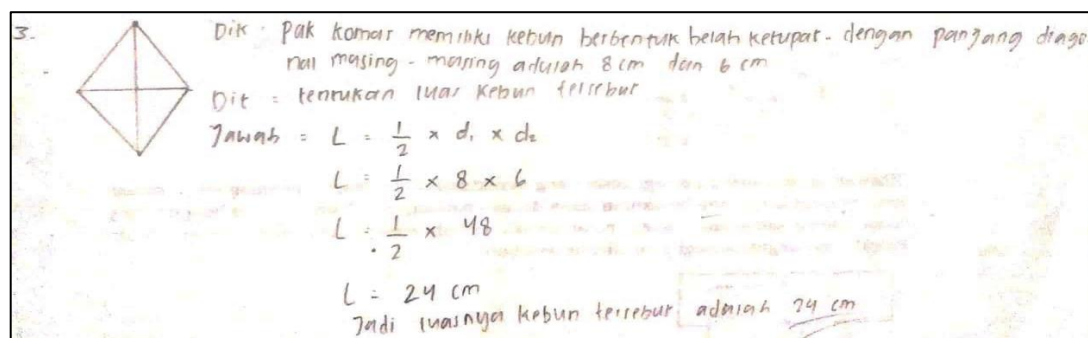 3.
Dik : Pak Komar memiliki kebun berbentuk belah ketupat. dengan panjang diago
nal masing - masing adalah 8 cm dan 6 cm
Dit = tentukan luas kebun tersebut
Jawab = L = 1/2 × d₁ × d₂
L = 1/2 × 8 × 6
L = 1/2 × 48
L = 24 cm
Jadi luasnya kebun tersebut adalah 24 cm